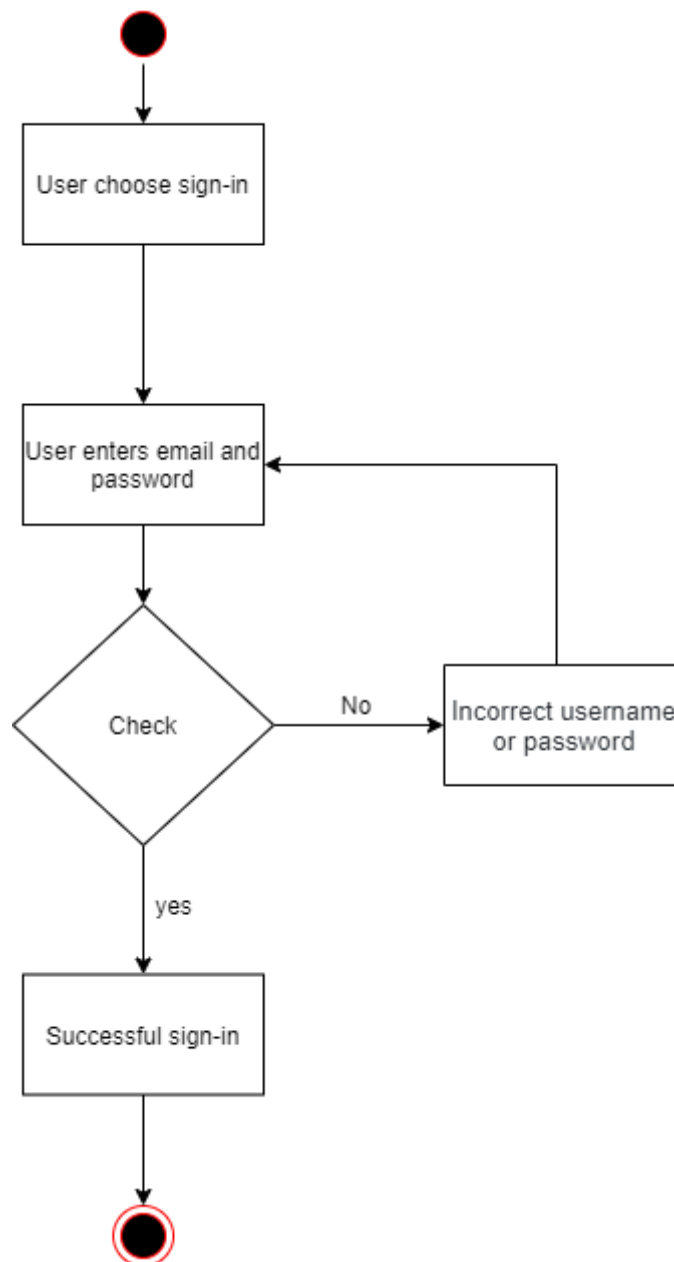 User choose sign-in
User enters email and
password
Check
No
Incorrect username
or password
yes
Successful sign-in